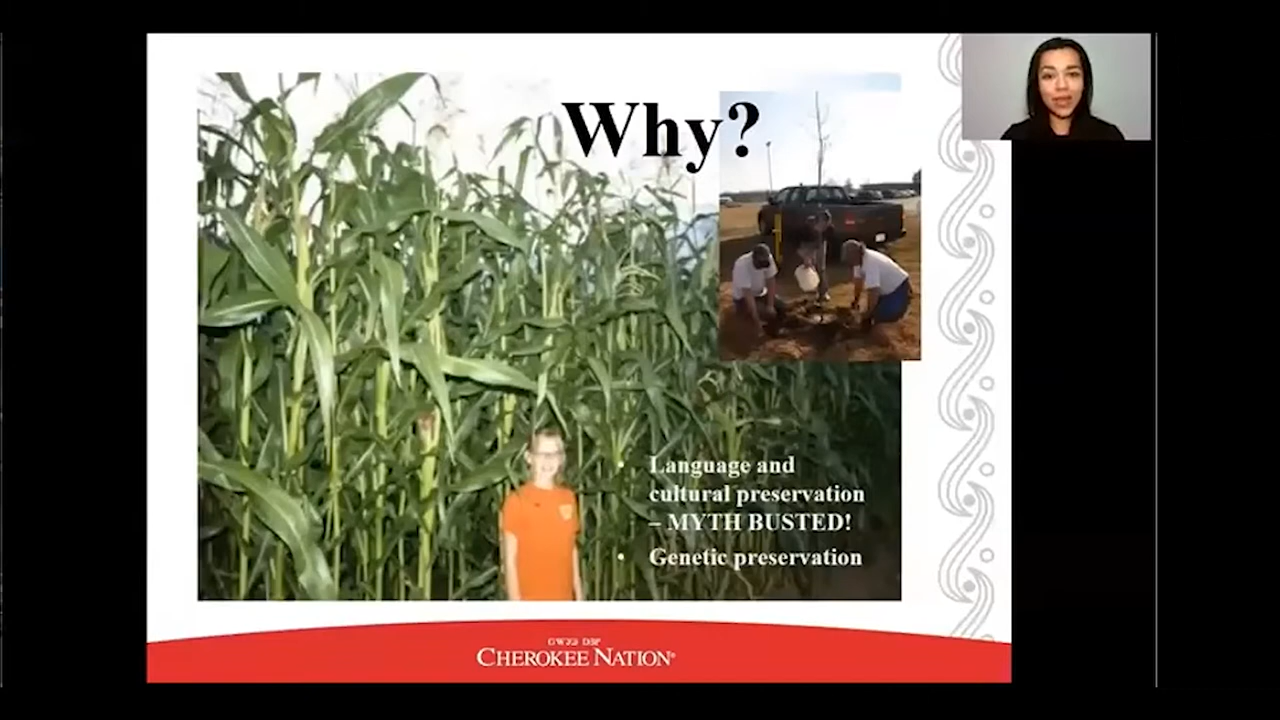 Why?
• Language and
cultural preservation
– MYTH BUSTED!
• Genetic preservation
CHEROKEE NATION®